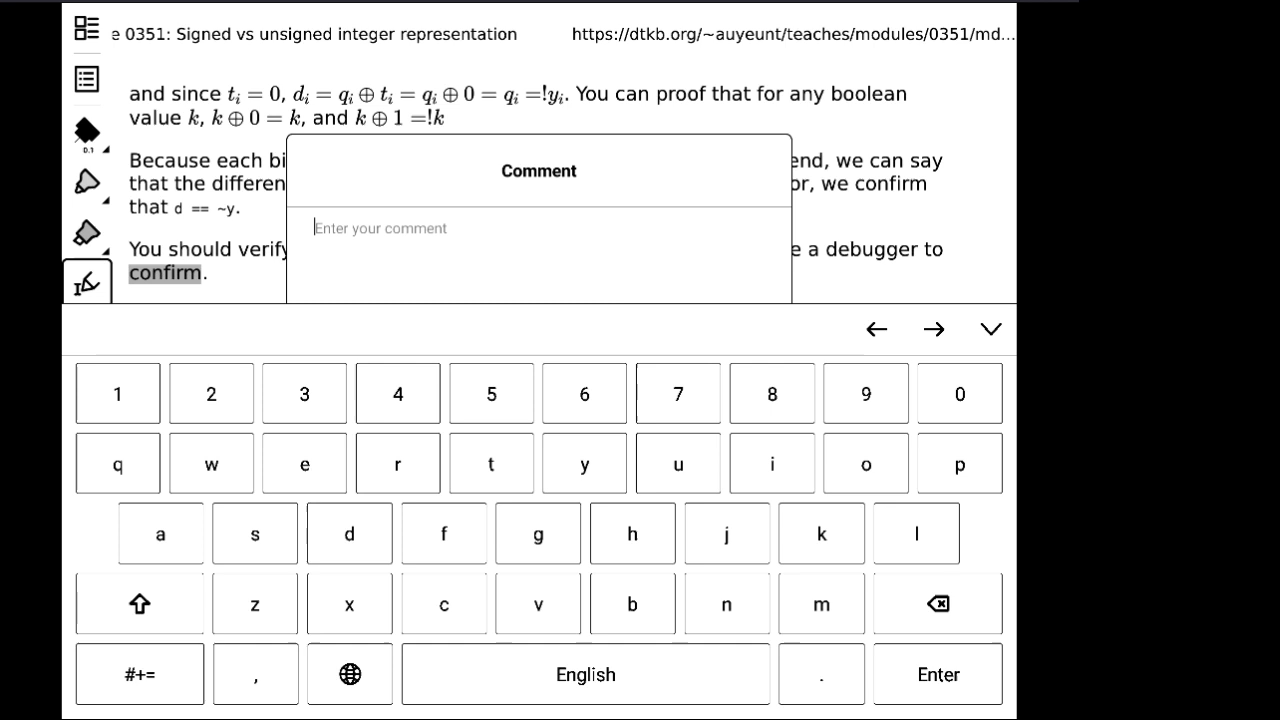 e 0351: Signed vs unsigned integer representation https://dtkb.org/~auyeunt/teaches/modules/0351/md...
and since tᵢ = 0, dᵢ = qᵢ ⊕ tᵢ = qᵢ ⊕ 0 = qᵢ =!yᵢ. You can proof that for any boolean
value k, k ⊕ 0 = k, and k ⊕ 1 =!k
Because each bi end, we can say
that the differen or, we confirm
that d == ~y.
You should verify e a debugger to
confirm.
Comment
Enter your comment
0.1
1 2 3 4 5 6 7 8 9 0
q w e r t y u i o p
a s d f g h j k l
z x c v b n m
#+= , English . Enter